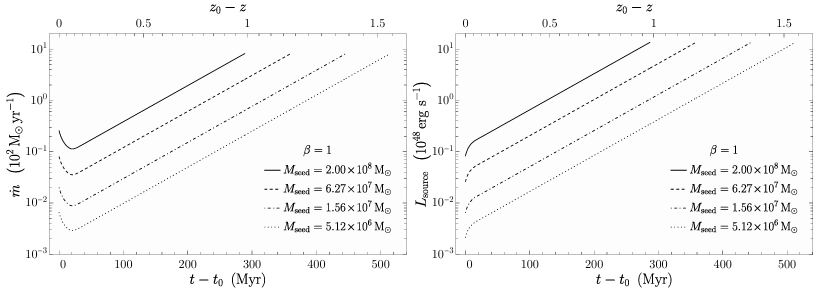 z₀ − z
0 0.5 1 1.5
10¹
10⁰
10⁻¹
10⁻²
10⁻³
ṁ (10² M⊙ yr⁻¹)
β = 1
M_seed = 2.00×10⁸ M⊙
M_seed = 6.27×10⁷ M⊙
M_seed = 1.56×10⁷ M⊙
M_seed = 5.12×10⁶ M⊙
0 100 200 300 400 500
t − t₀ (Myr)
z₀ − z
0 0.5 1 1.5
10¹
10⁰
10⁻¹
10⁻²
10⁻³
L_source (10⁴⁸ erg s⁻¹)
β = 1
M_seed = 2.00×10⁸ M⊙
M_seed = 6.27×10⁷ M⊙
M_seed = 1.56×10⁷ M⊙
M_seed = 5.12×10⁶ M⊙
0 100 200 300 400 500
t − t₀ (Myr)